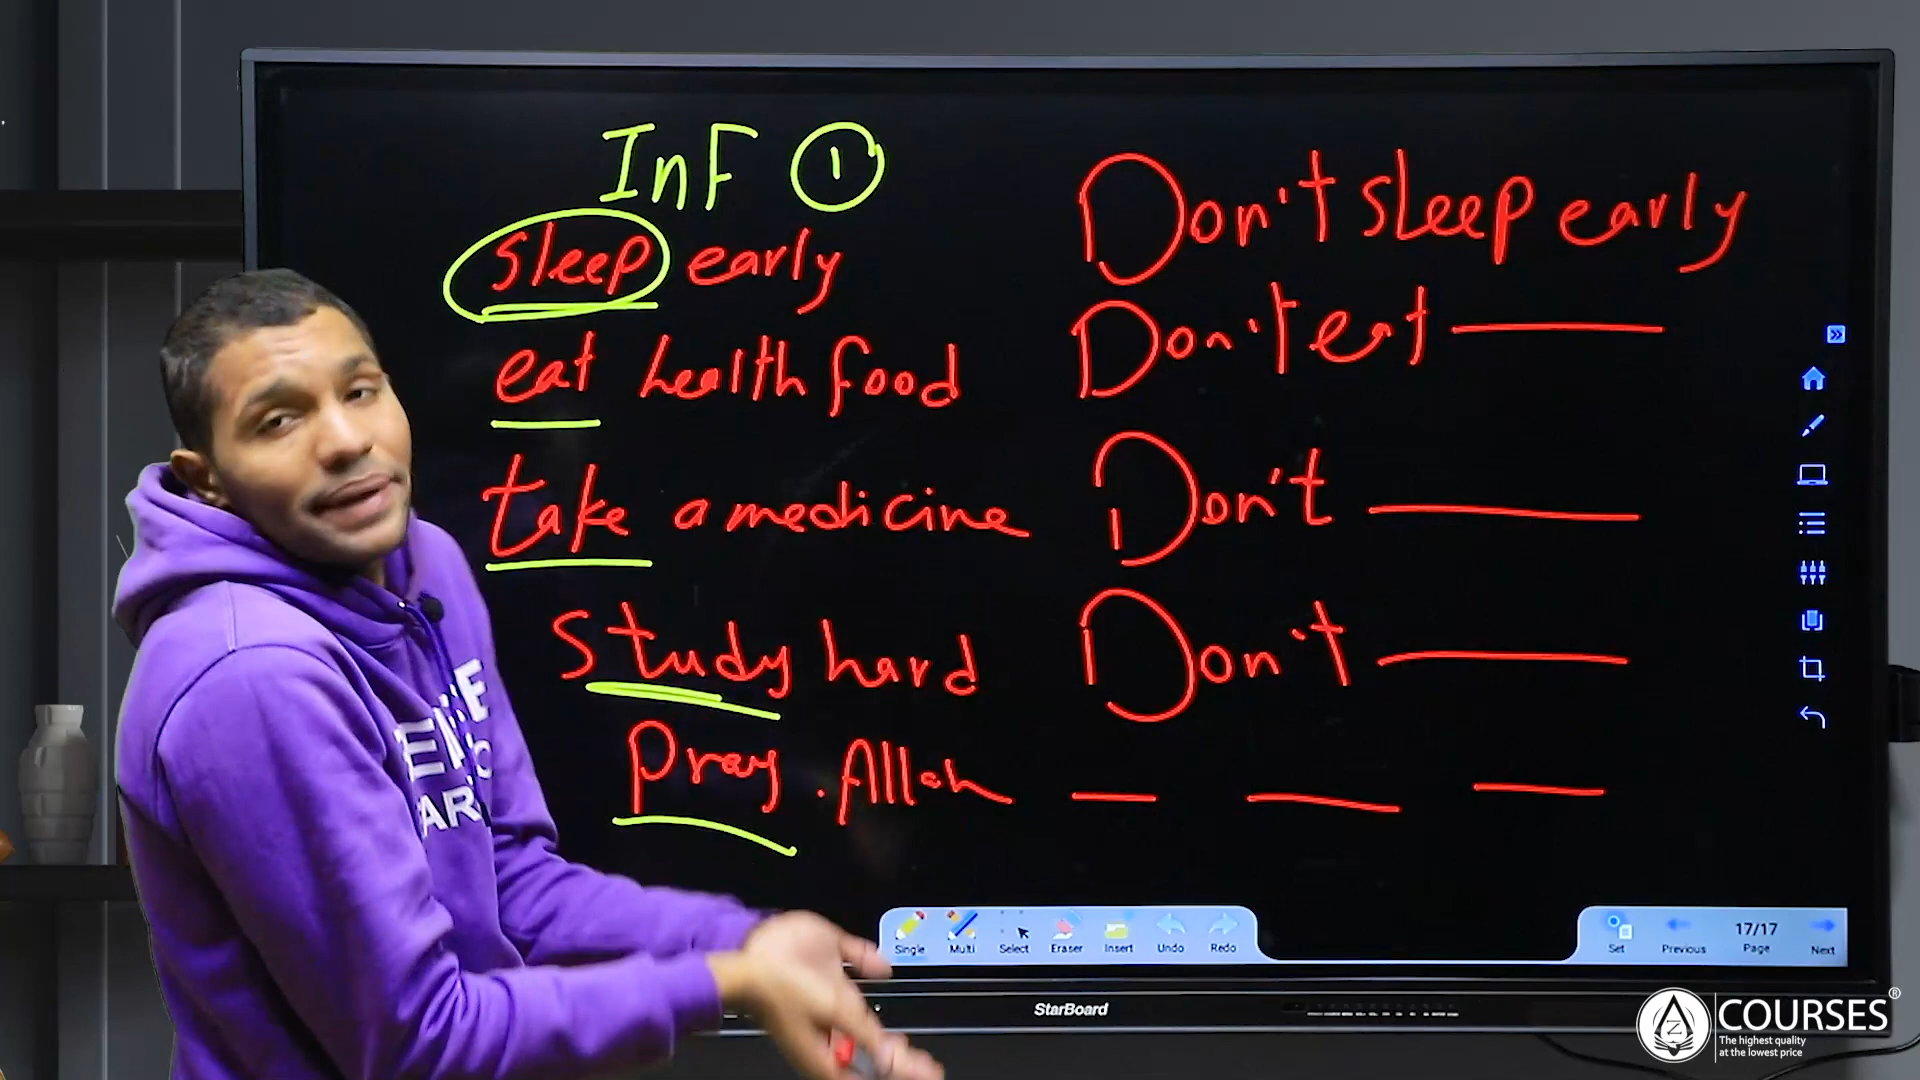 InF 1
sleep early
eat health food
take a medicine
study hard
Pray. Allah
Don't sleep early
Don't eat
Don't
Don't
Single
Multi
Select
Eraser
Insert
Undo
Redo
Set
Previous
17/17
Page
Next
StarBoard
COURSES®
The highest quality
at the lowest price